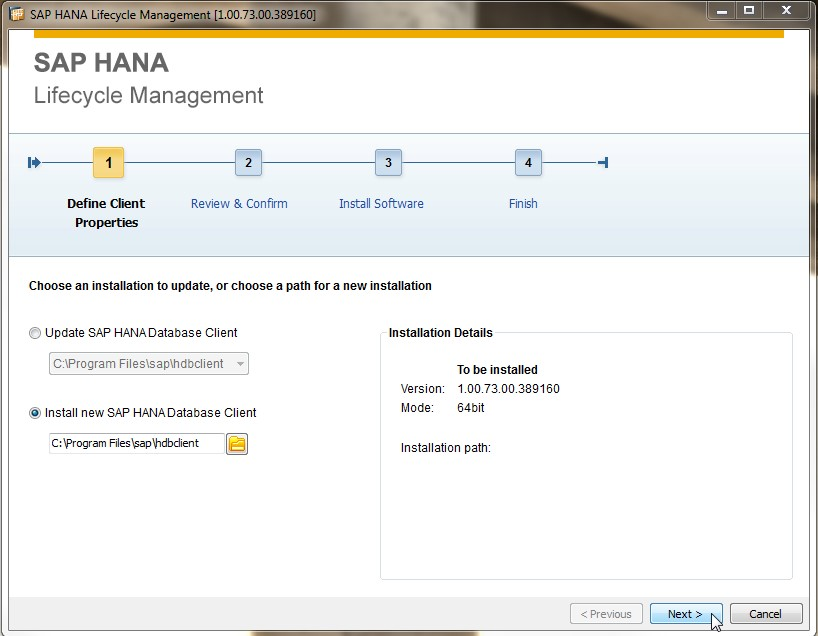 SAP HANA Lifecycle Management [1.00.73.00.389160]
SAP HANA
Lifecycle Management
1
2
3
4
Define Client
Properties
Review & Confirm
Install Software
Finish
Choose an installation to update, or choose a path for a new installation
Update SAP HANA Database Client
C:\Program Files\sap\hdbclient
Install new SAP HANA Database Client
C:\Program Files\sap\hdbclient
Installation Details
To be installed
Version: 1.00.73.00.389160
Mode: 64bit
Installation path:
< Previous
Next >
Cancel